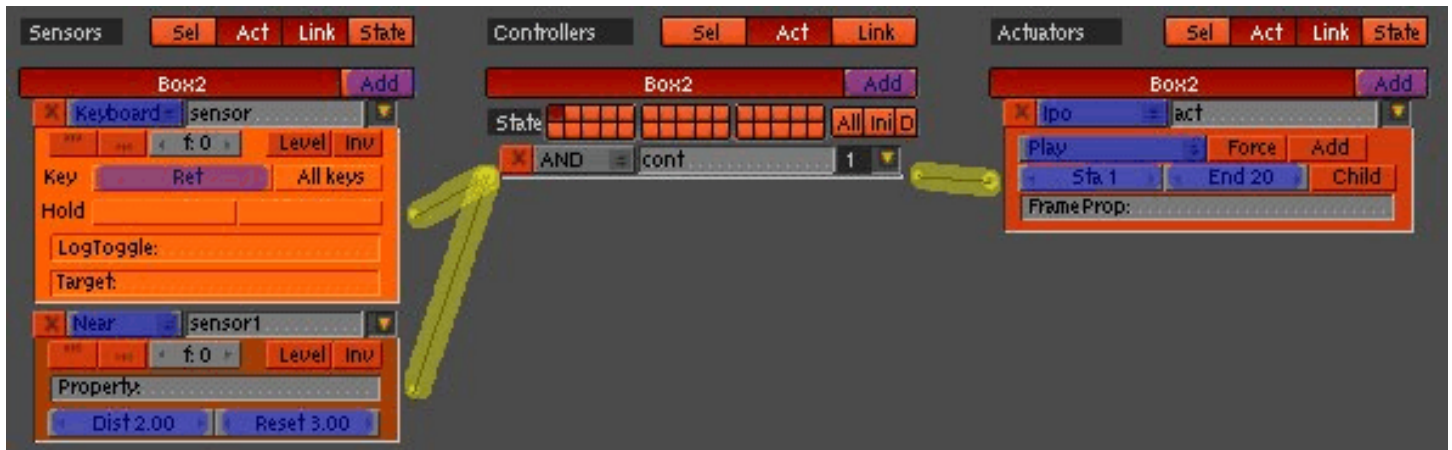 Sensors Sel Act Link State Controllers Sel Act Link Actuators Sel Act Link State
Box2 Add Box2 Add Box2 Add
X Keyboard sensor X Ipo act
State All Ini D
f: 0 Level Inv X AND cont 1 Play Force Add
Key Ret All keys Sta 1 End 20 Child
Hold FrameProp:
LogToggle:
Target:
X Near sensor1
f: 0 Level Inv
Property:
Dist 2.00 Reset 3.00